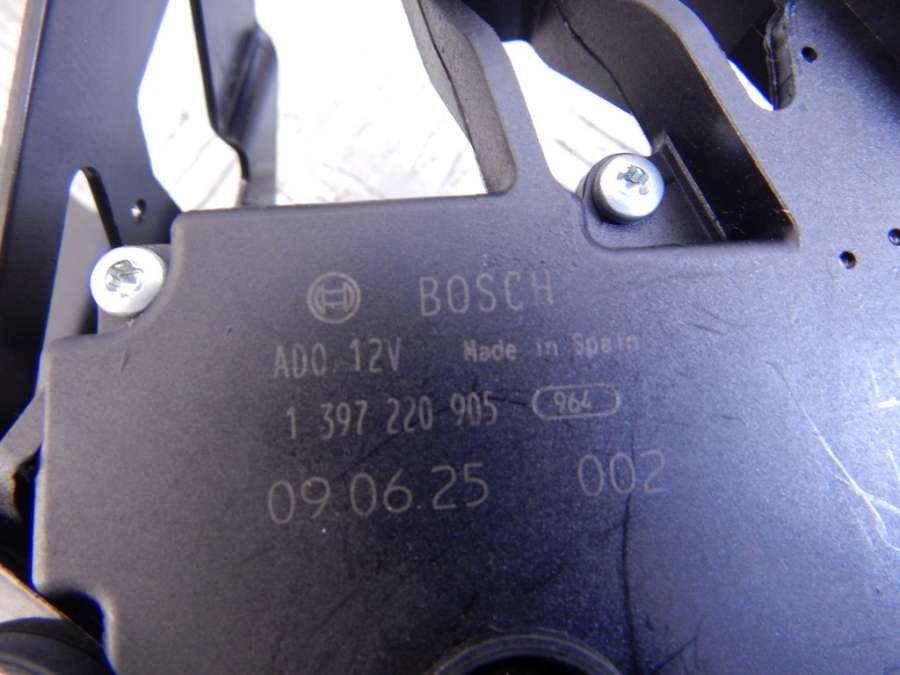 BOSCH
ADO 12V Made in Spain
1 397 220 905 964
09.06.25 002